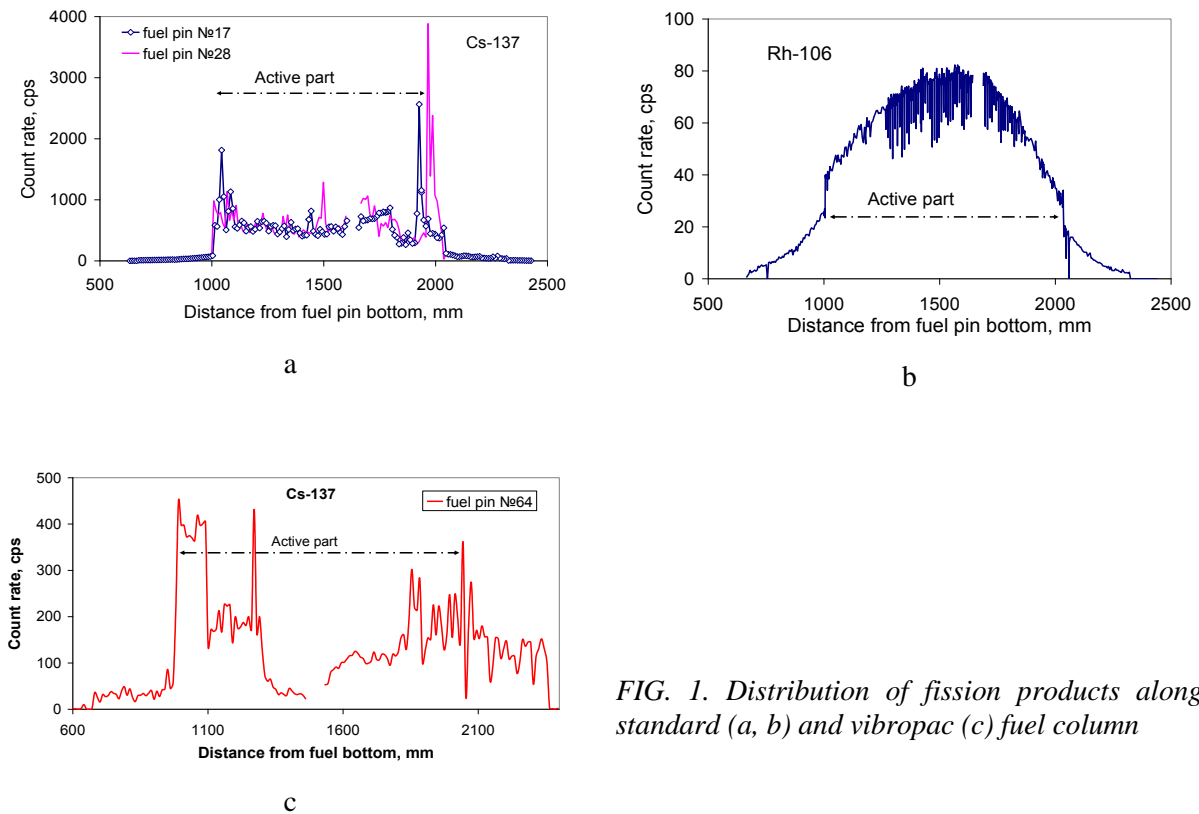 4000
3000
2000
1000
0
Count rate, cps
fuel pin №17
fuel pin №28
Cs-137
Active part
500 1000 1500 2000 2500
Distance from fuel pin bottom, mm
a
100
80
60
40
20
0
Count rate, cps
Rh-106
Active part
500 1000 1500 2000 2500
Distance from fuel pin bottom, mm
b
500
400
300
200
100
0
Count rate, cps
Cs-137
fuel pin №64
Active part
600 1100 1600 2100
Distance from fuel bottom, mm
c
FIG. 1. Distribution of fission products along
standard (a, b) and vibropac (c) fuel column